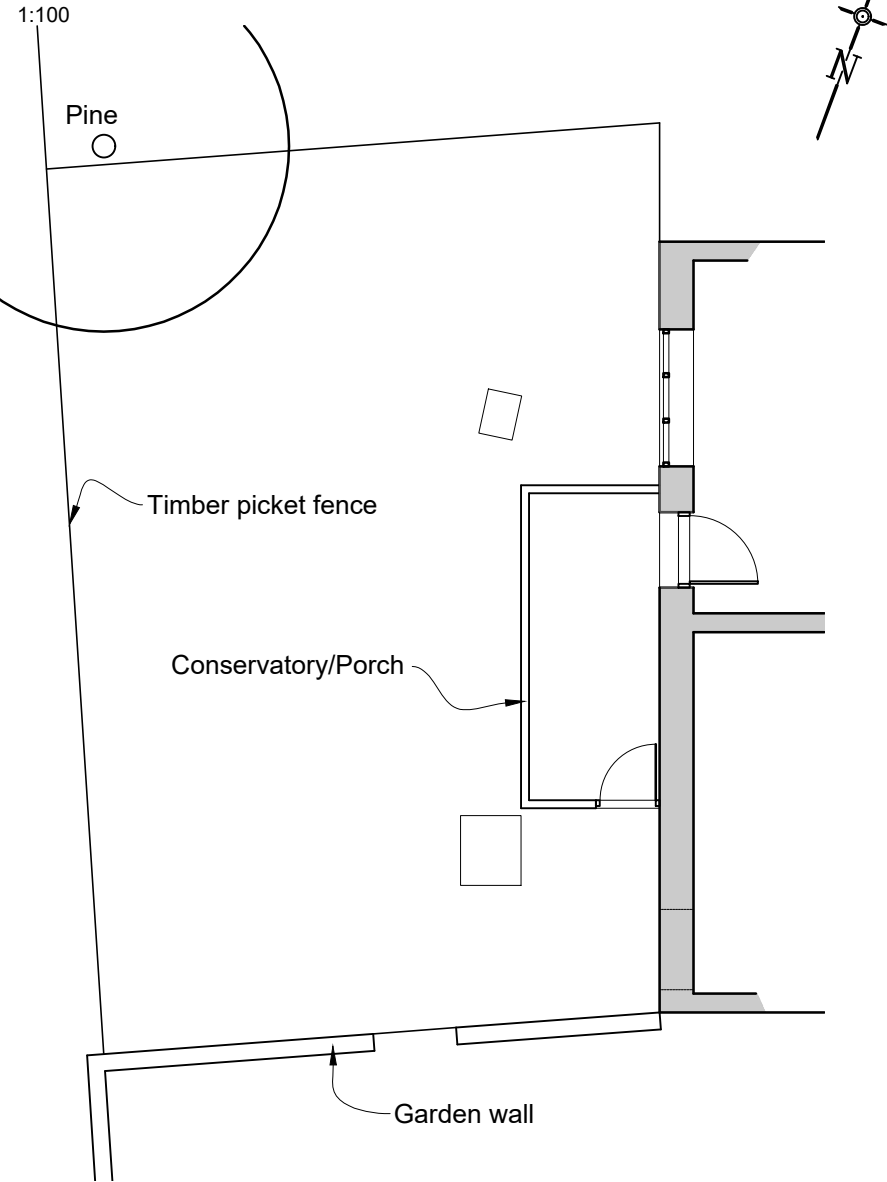 1:100
N
Pine
Timber picket fence
Conservatory/Porch
Garden wall